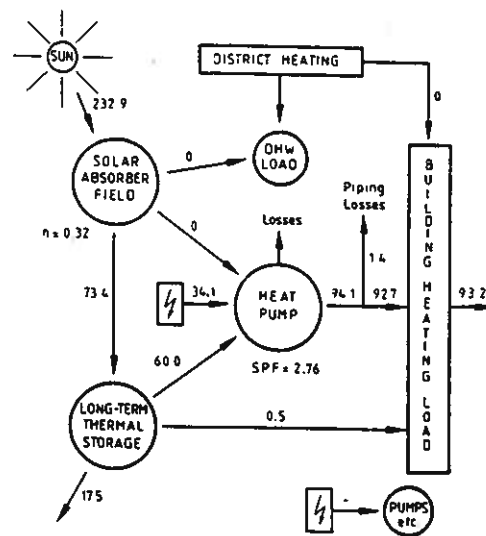 SUN
232.9
DISTRICT HEATING
0
SOLAR
ABSORBER
FIELD
0
DHW
LOAD
η = 0.32
0
Losses
Piping
Losses
1.4
73.4
34.1
HEAT
PUMP
94.1
92.7
93.2
SPF = 2.76
60.0
LONG-TERM
THERMAL
STORAGE
0.5
17.5
BUILDING HEATING LOAD
-
PUMPS
etc